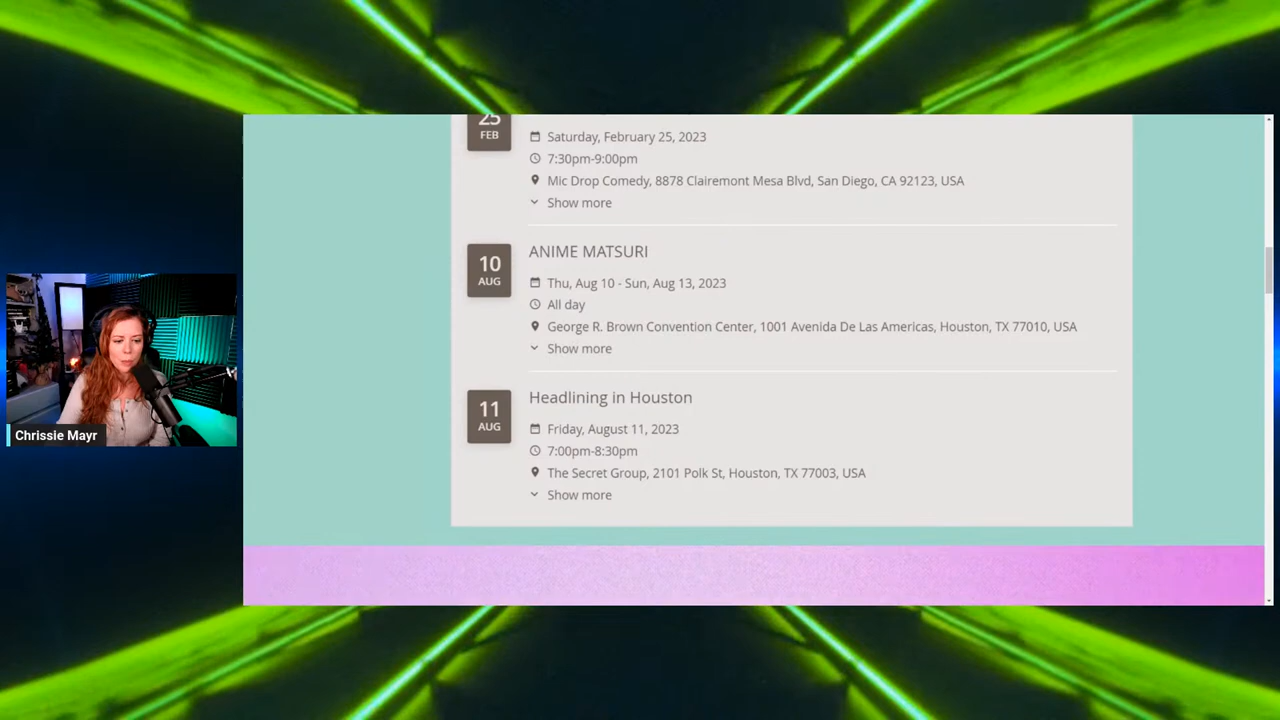 25
FEB
Saturday, February 25, 2023
7:30pm-9:00pm
Mic Drop Comedy, 8878 Clairemont Mesa Blvd, San Diego, CA 92123, USA
Show more
10
AUG
ANIME MATSURI
Thu, Aug 10 - Sun, Aug 13, 2023
All day
George R. Brown Convention Center, 1001 Avenida De Las Americas, Houston, TX 77010, USA
Show more
11
AUG
Headlining in Houston
Friday, August 11, 2023
7:00pm-8:30pm
The Secret Group, 2101 Polk St, Houston, TX 77003, USA
Show more
Chrissie Mayr